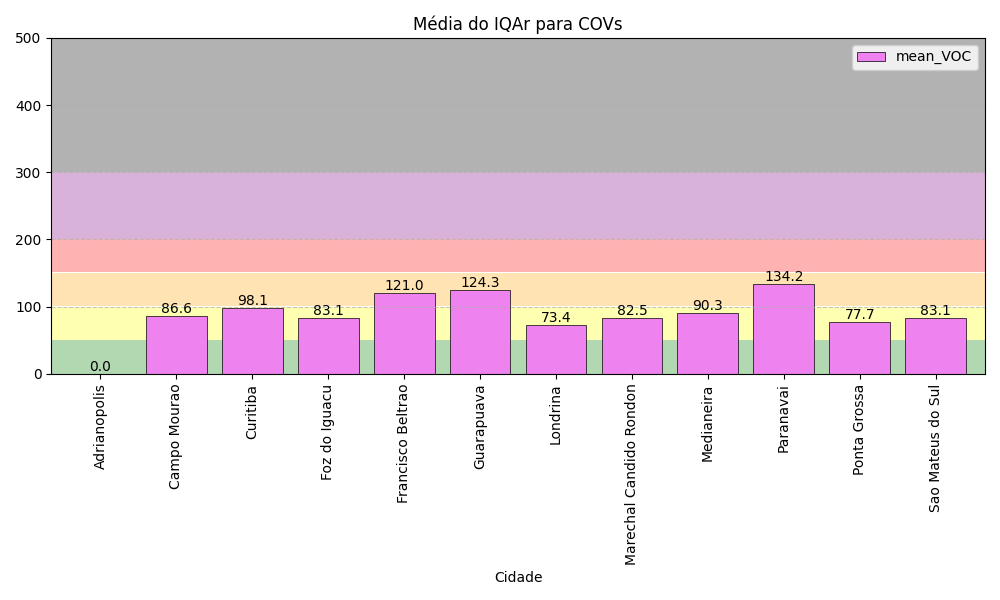 Média do IQAr para COVs
mean_VOC
500
400
300
200
100
0
0.0
86.6
98.1
83.1
121.0
124.3
73.4
82.5
90.3
134.2
77.7
83.1
Adrianopolis
Campo Mourao
Curitiba
Foz do Iguacu
Francisco Beltrao
Guarapuava
Londrina
Marechal Candido Rondon
Medianeira
Paranavai
Ponta Grossa
Sao Mateus do Sul
Cidade